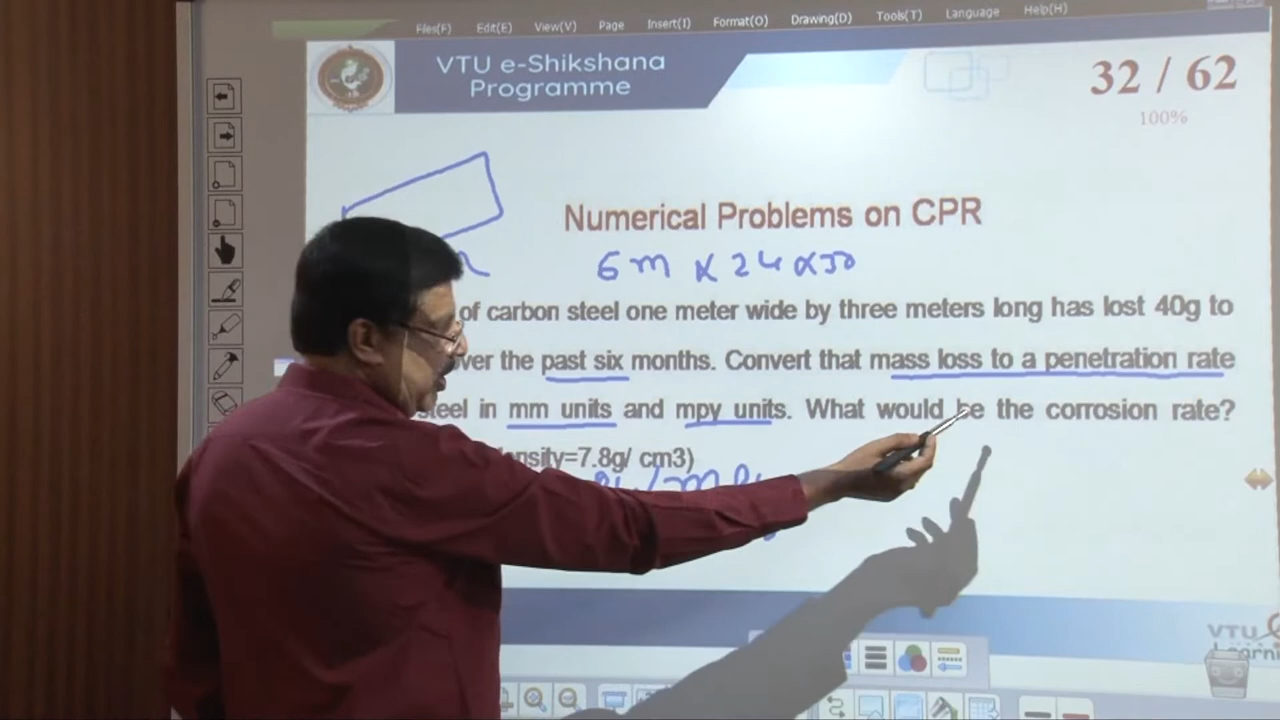 Files(F) Edit(E) View(V) Page Insert(I) Format(O) Drawing(D) Tools(T) Language Help(H)
VTU e-Shikshana
Programme
32 / 62
100%
Numerical Problems on CPR
6m x 24 x 30
of carbon steel one meter wide by three meters long has lost 40g to
the past six months. Convert that mass loss to a penetration rate
steel in mm units and mpy units. What would be the corrosion rate?
=7.8g/ cm3)
VTU